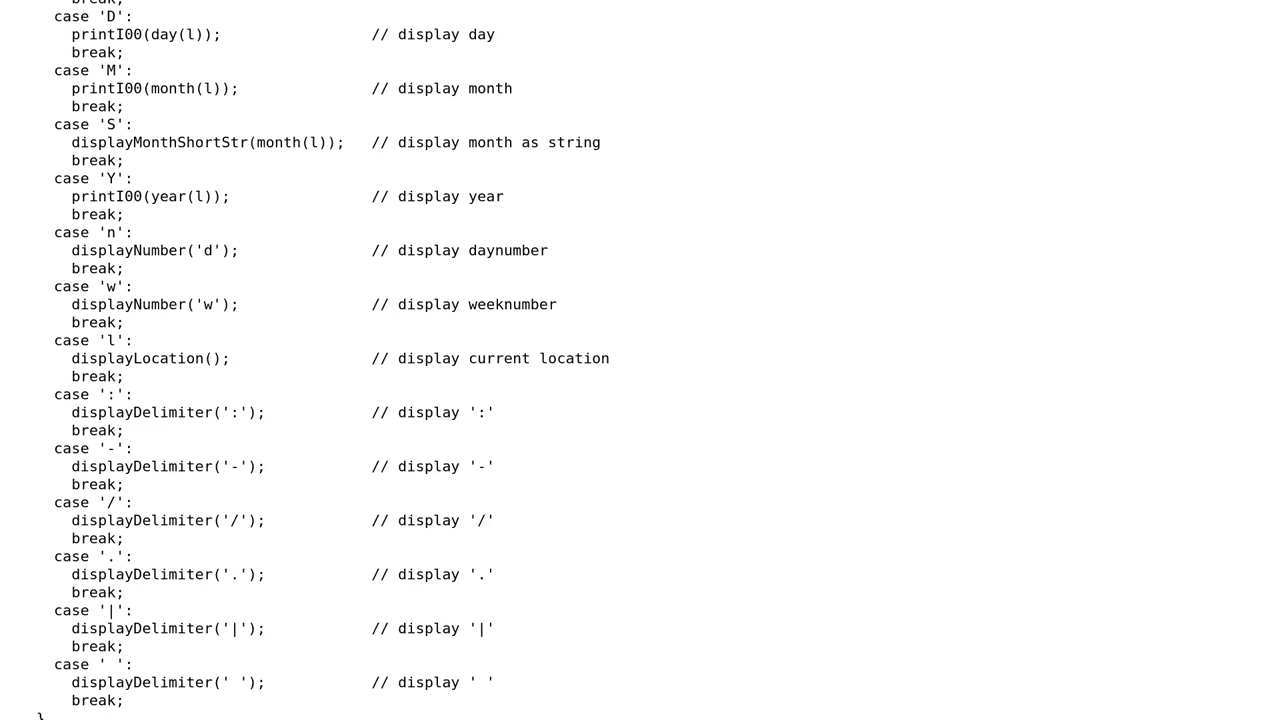 break;
case 'D':
printI00(day(l)); // display day
break;
case 'M':
printI00(month(l)); // display month
break;
case 'S':
displayMonthShortStr(month(l)); // display month as string
break;
case 'Y':
printI00(year(l)); // display year
break;
case 'n':
displayNumber('d'); // display daynumber
break;
case 'w':
displayNumber('w'); // display weeknumber
break;
case 'l':
displayLocation(); // display current location
break;
case ':':
displayDelimiter(':'); // display ':'
break;
case '-':
displayDelimiter('-'); // display '-'
break;
case '/':
displayDelimiter('/'); // display '/'
break;
case '.':
displayDelimiter('.'); // display '.'
break;
case '|':
displayDelimiter('|'); // display '|'
break;
case ' ':
displayDelimiter(' '); // display ' '
break;
}